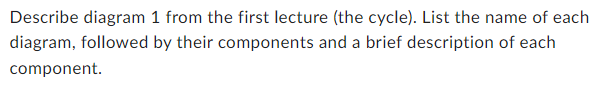 Describe diagram 1 from the first lecture (the cycle). List the name of each
diagram, followed by their components and a brief description of each
component.